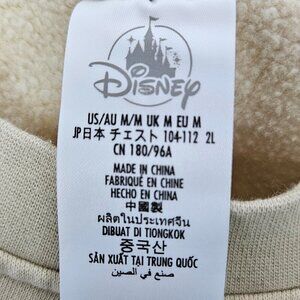 Disney
US/AU M/M UK M EU M
JP日本 チェスト 104-112 2L
CN 180/96A
MADE IN CHINA
FABRIQUÉ EN CHINE
HECHO EN CHINA
中國製
ผลิตในประเทศจีน
DIBUAT DI TIONGKOK
중국산
SẢN XUẤT TẠI TRUNG QUỐC
صنع في الصين